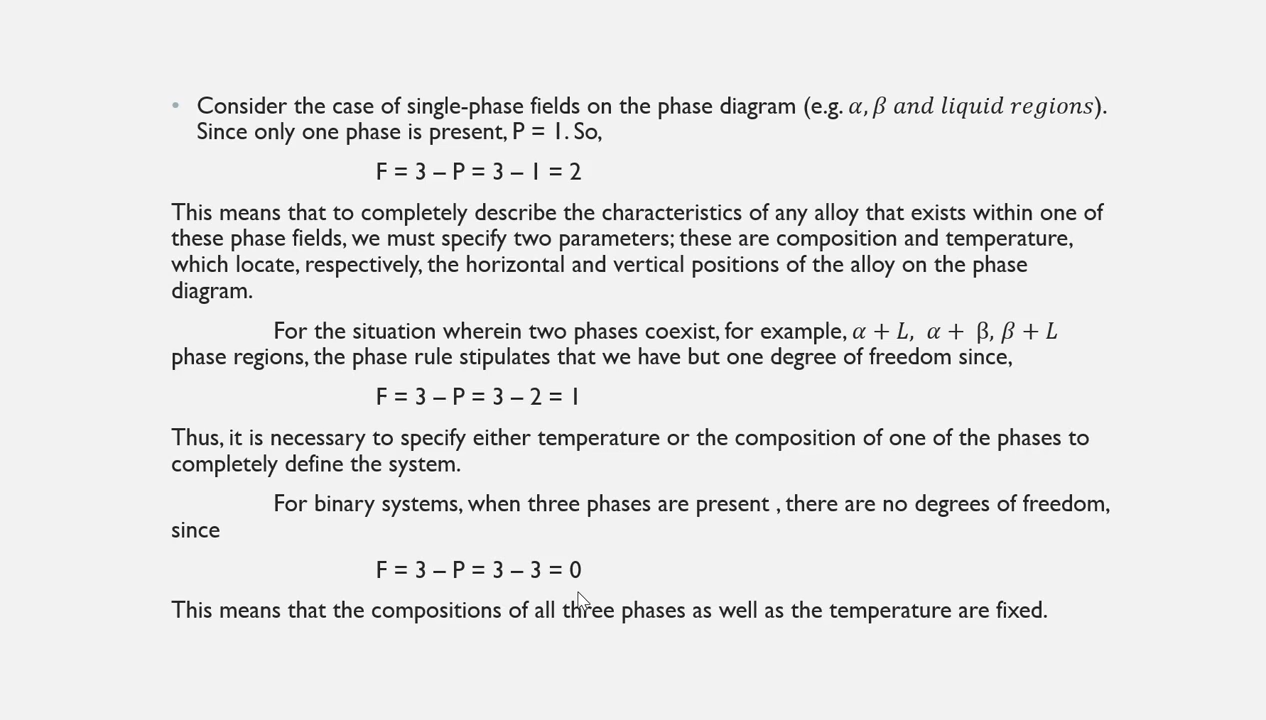 • Consider the case of single-phase fields on the phase diagram (e.g. α, β and liquid regions).
Since only one phase is present, P = 1. So,
F = 3 – P = 3 – 1 = 2
This means that to completely describe the characteristics of any alloy that exists within one of
these phase fields, we must specify two parameters; these are composition and temperature,
which locate, respectively, the horizontal and vertical positions of the alloy on the phase
diagram.
For the situation wherein two phases coexist, for example, α + L, α + β, β + L
phase regions, the phase rule stipulates that we have but one degree of freedom since,
F = 3 – P = 3 – 2 = 1
Thus, it is necessary to specify either temperature or the composition of one of the phases to
completely define the system.
For binary systems, when three phases are present , there are no degrees of freedom,
since
F = 3 – P = 3 – 3 = 0
This means that the compositions of all three phases as well as the temperature are fixed.